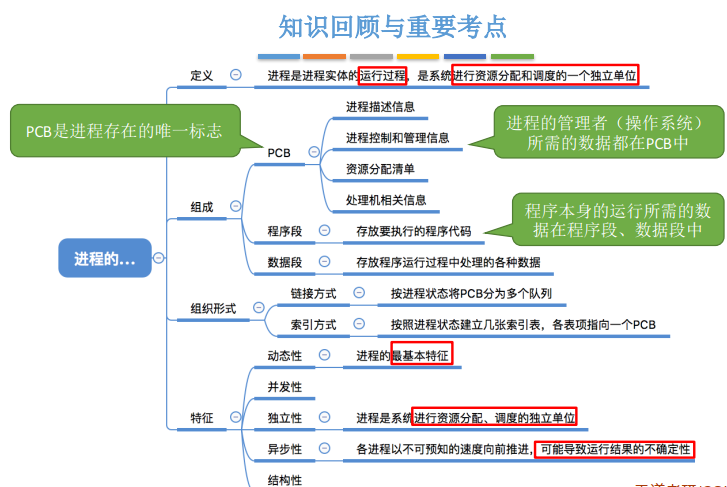 知识回顾与重要考点
定义
进程是进程实体的运行过程，是系统进行资源分配和调度的一个独立单位
PCB是进程存在的唯一标志
进程描述信息
进程的管理者（操作系统）
所需的数据都在PCB中
进程控制和管理信息
PCB
资源分配清单
处理机相关信息
组成
程序本身的运行所需的数
据在程序段、数据段中
程序段
存放要执行的程序代码
数据段
存放程序运行过程中处理的各种数据
进程的...
链接方式
按进程状态将PCB分为多个队列
组织形式
索引方式
按照进程状态建立几张索引表，各表项指向一个PCB
动态性
进程的最基本特征
并发性
特征
独立性
进程是系统进行资源分配、调度的独立单位
异步性
各进程以不可预知的速度向前推进，可能导致运行结果的不确定性
结构性